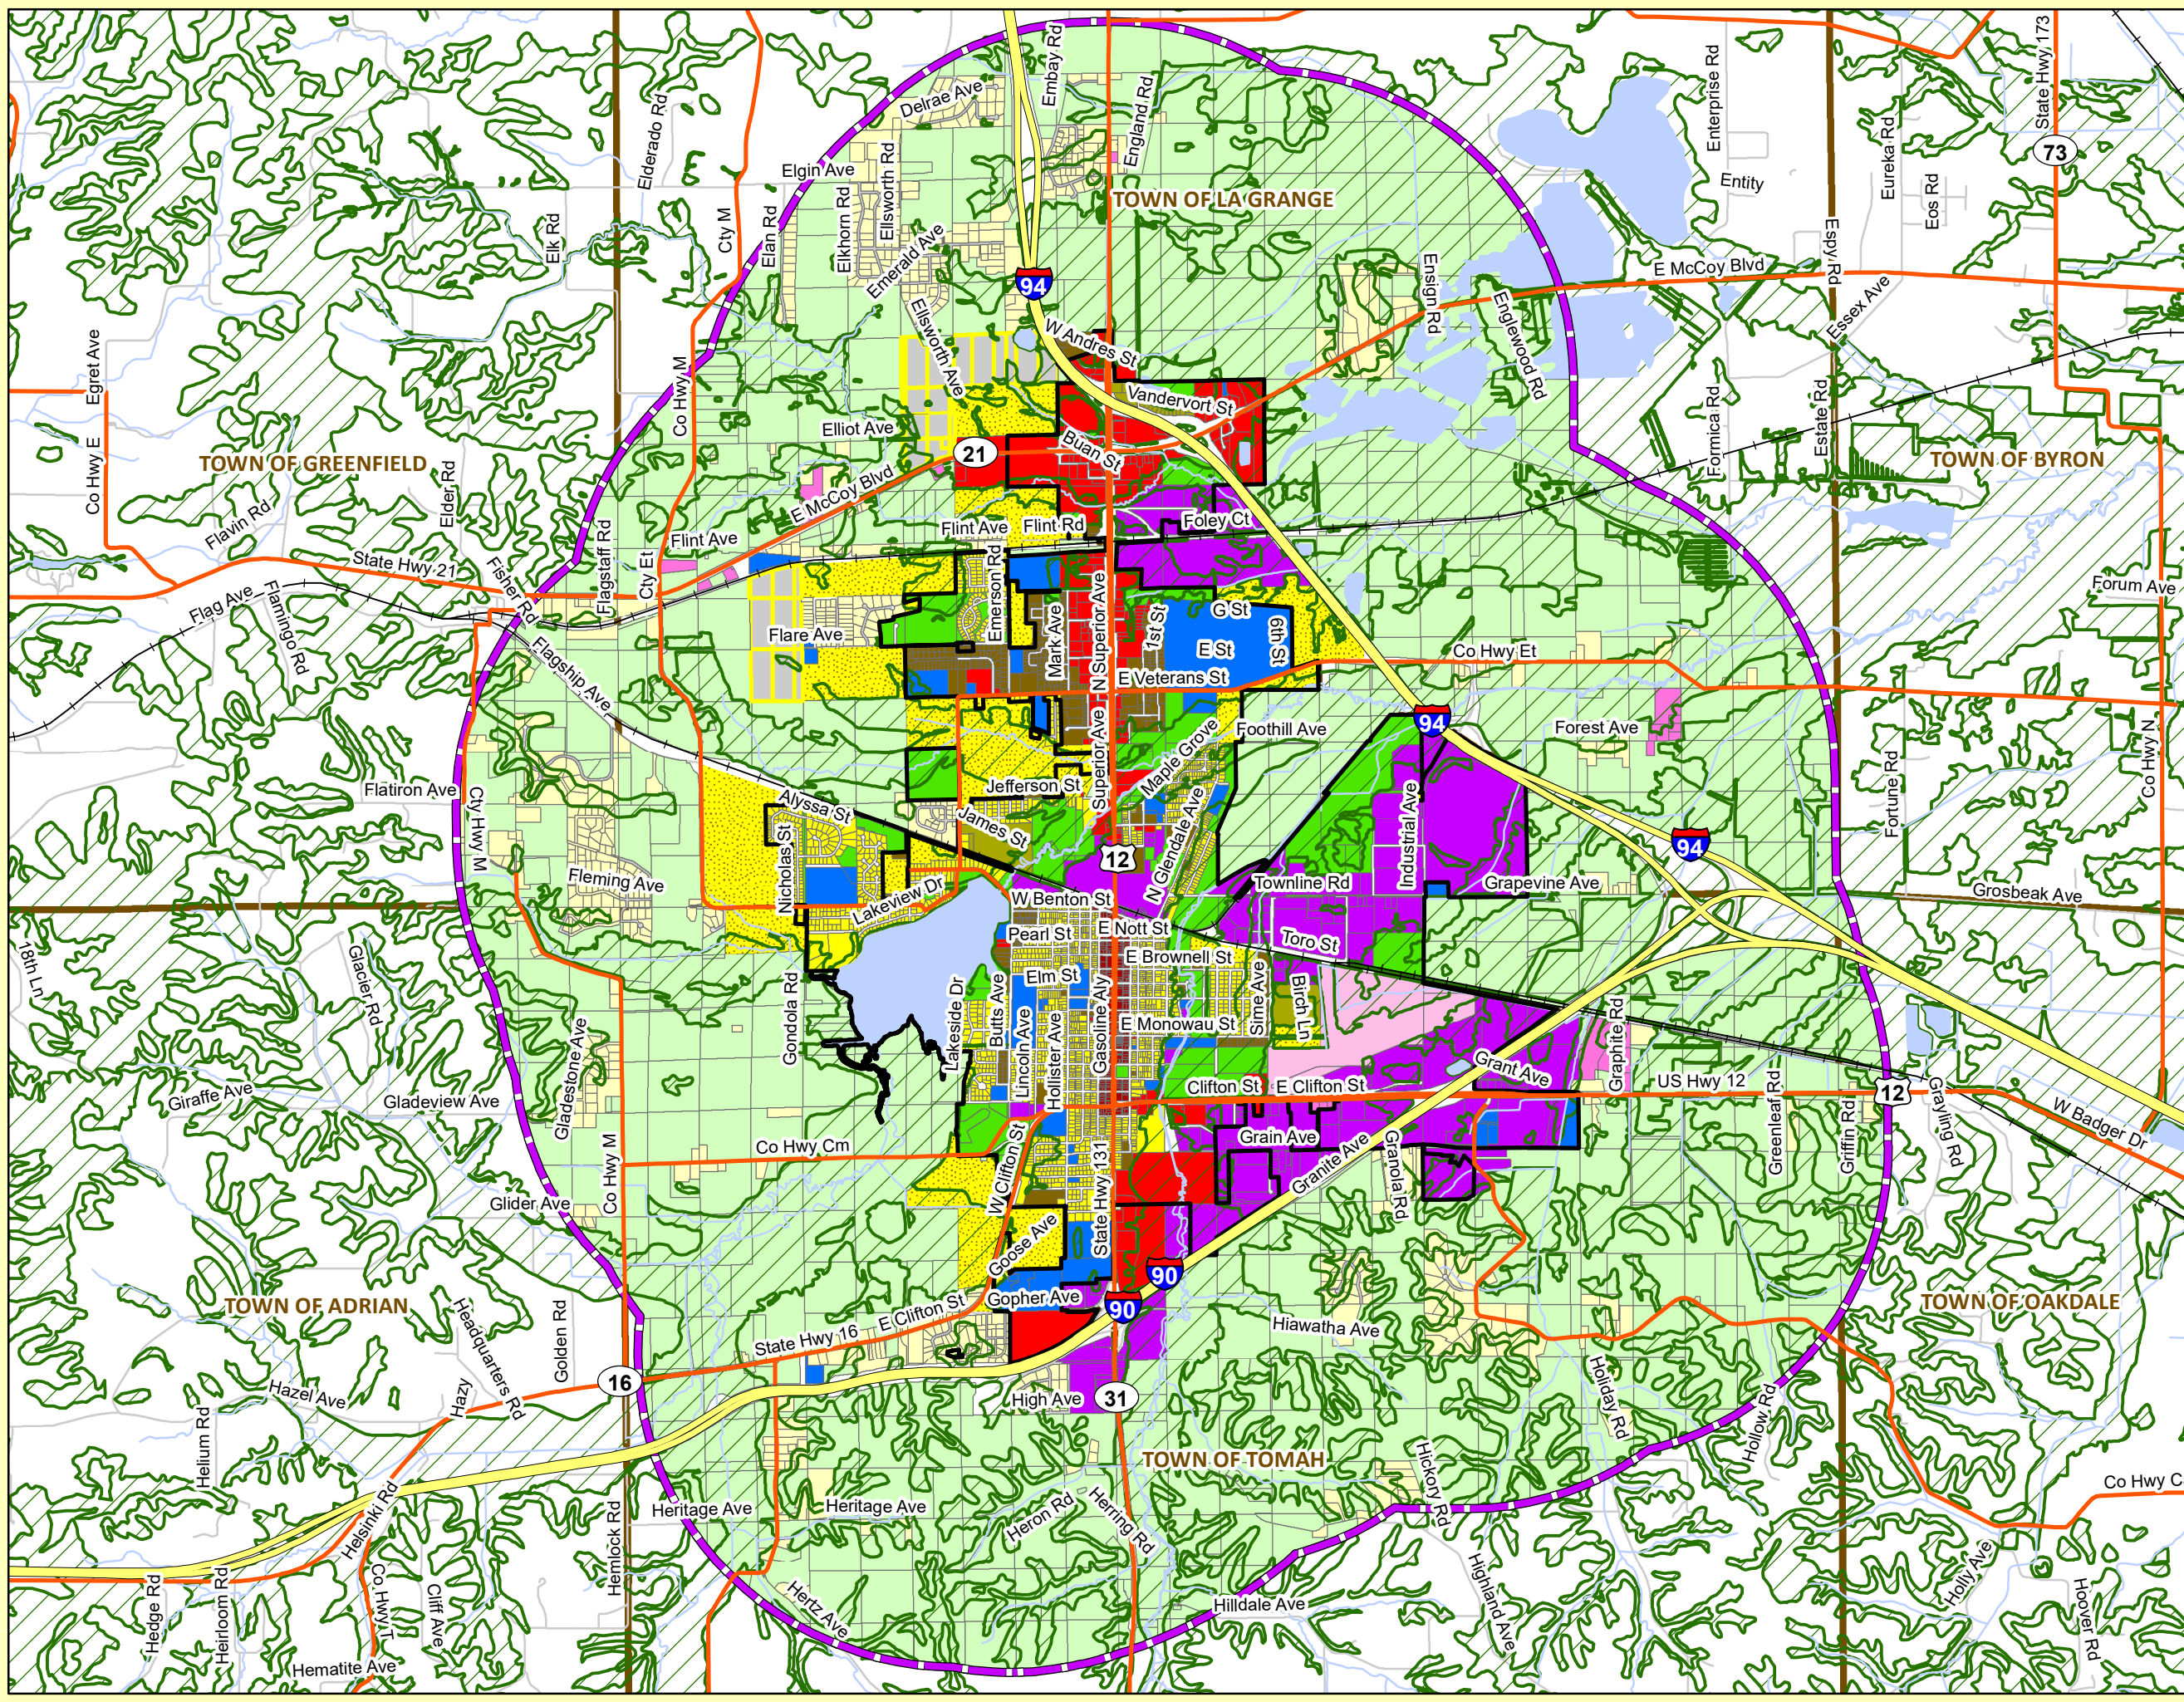 Embay Rd
State Hwy 173
Delrae Ave
England Rd
Enterprise Rd
Elderado Rd
Eureka Rd
73
Elgin Ave
Ellsworth Rd
Entity
TOWN OF LA GRANGE
Eos Rd
Elkhorn Rd
Elk Rd
Cty M
Elan Rd
Emerald Ave
Espy Rd
E McCoy Blvd
94
Ensign Rd
Englewood Rd
Essex Ave
Ellsworth Ave
W Andres St
Egret Ave
Co Hwy M
Vandervort St
Elliot Ave
Estate Rd
Formica Rd
Buan St
21
TOWN OF GREENFIELD
TOWN OF BYRON
Co Hwy E
Elder Rd
E McCoy Blvd
Flavin Rd
Flint Ave
Flint Rd
Foley Ct
Flint Ave
State Hwy 21
Fisher Rd
Flagstaff Rd
Cty Et
Emerson Rd
Forum Ave
Flag Ave
Flamingo Rd
N Superior Ave
Mark Ave
1st St
G St
6th St
Flare Ave
E St
Co Hwy Et
Flagship Ave
E Veterans St
94
Foothill Ave
Forest Ave
Superior Ave
Maple Grove
Co Hwy N
Flatiron Ave
Jefferson St
Fortune Rd
Cty Hwy M
Alyssa St
James St
N Glendale Ave
Industrial Ave
94
12
Nicholas St
Fleming Ave
Lakeview Dr
Townline Rd
Grapevine Ave
Grosbeak Ave
W Benton St
Pearl St
E Nott St
Toro St
18th Ln
Glacier Rd
E Brownell St
Elm St
Gondola Rd
Lakeside Dr
Butts Ave
Lincoln Ave
Hollister Ave
Gasoline Aly
E Monowau St
Sime Ave
Birch Ln
Graphite Rd
Gladestone Ave
Grant Ave
Giraffe Ave
Gladeview Ave
Clifton St
E Clifton St
US Hwy 12
12
Greenleaf Rd
Griffin Rd
Grayling Rd
W Badger Dr
Co Hwy Cm
Grain Ave
Granite Ave
Granola Rd
W Clifton St
State Hwy 131
Co Hwy M
Glider Ave
Goose Ave
90
TOWN OF ADRIAN
Gopher Ave
90
TOWN OF OAKDALE
Headquarters Rd
Golden Rd
State Hwy 16
E Clifton St
Hiawatha Ave
16
Hazel Ave
Hazy
High Ave
31
Holiday Rd
Hollow Rd
Helium Rd
TOWN OF TOMAH
Hickory Rd
Co Hwy C
Helsinki Rd
Hemlock Rd
Heritage Ave
Heritage Ave
Heron Rd
Herring Rd
Hedge Rd
Heirloom Rd
Co Hwy T
Cliff Ave
Hertz Ave
Hilldale Ave
Highland Ave
Holly Ave
Hoover Rd
Hematite Ave